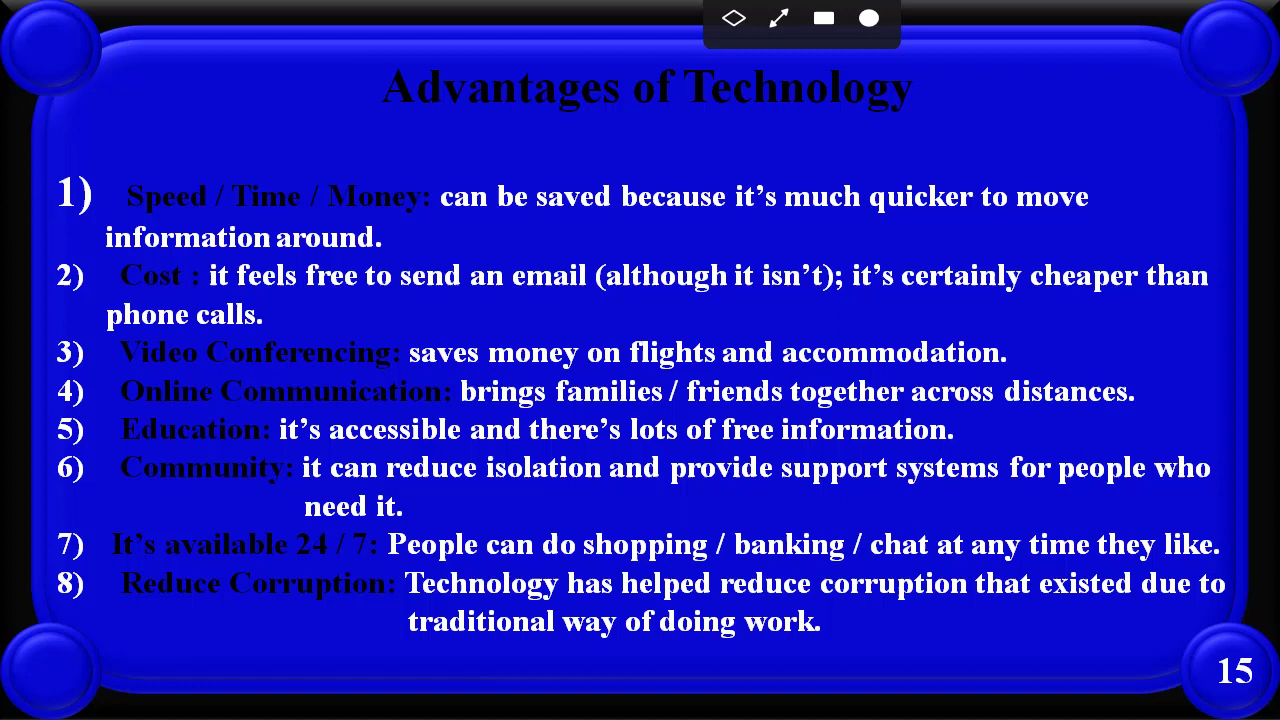 Advantages of Technology
1) Speed / Time / Money: can be saved because it’s much quicker to move
information around.
2) Cost : it feels free to send an email (although it isn’t); it’s certainly cheaper than
phone calls.
3) Video Conferencing: saves money on flights and accommodation.
4) Online Communication: brings families / friends together across distances.
5) Education: it’s accessible and there’s lots of free information.
6) Community: it can reduce isolation and provide support systems for people who
need it.
7) It’s available 24 / 7: People can do shopping / banking / chat at any time they like.
8) Reduce Corruption: Technology has helped reduce corruption that existed due to
traditional way of doing work.
15